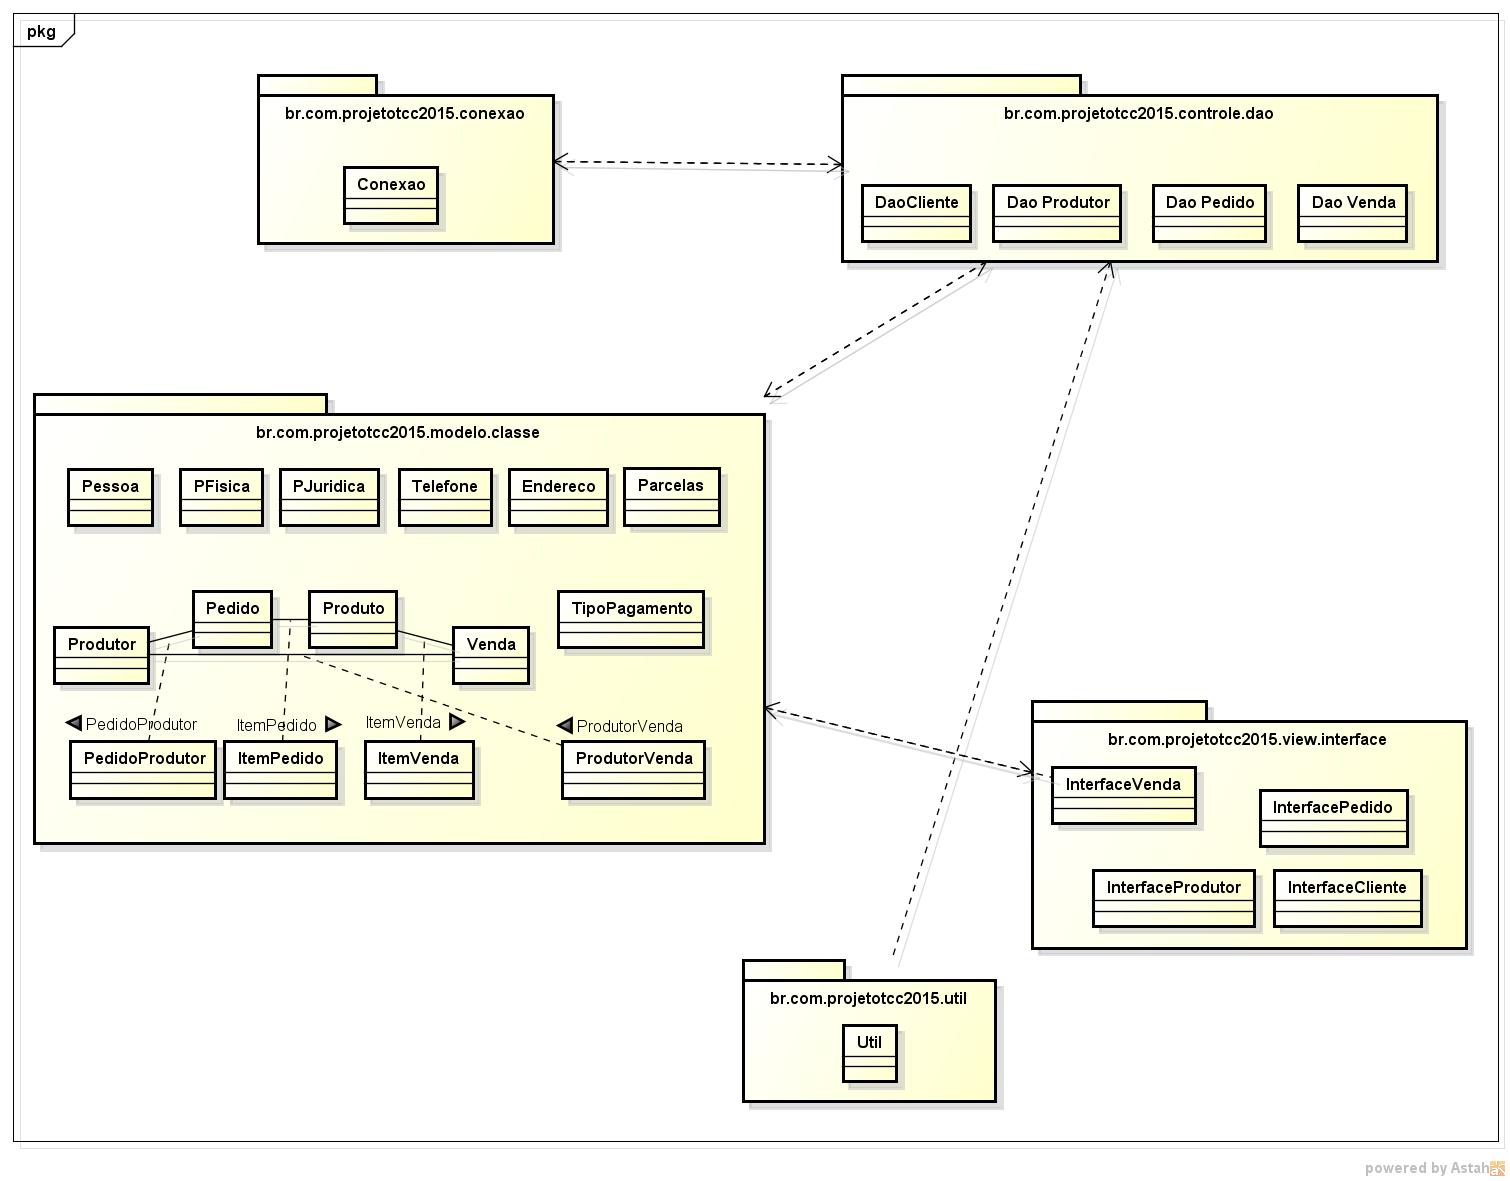 pkg
br.com.projetotcc2015.conexao
Conexao
br.com.projetotcc2015.controle.dao
DaoCliente
Dao Produtor
Dao Pedido
Dao Venda
br.com.projetotcc2015.modelo.classe
Pessoa
PFisica
PJuridica
Telefone
Endereco
Parcelas
Pedido
Produto
TipoPagamento
Produtor
Venda
PedidoProdutor
ItemPedido
ItemVenda
ProdutorVenda
PedidoProdutor
ItemPedido
ItemVenda
ProdutorVenda
br.com.projetotcc2015.view.interface
InterfaceVenda
InterfacePedido
InterfaceProdutor
InterfaceCliente
br.com.projetotcc2015.util
Util
powered by Astah